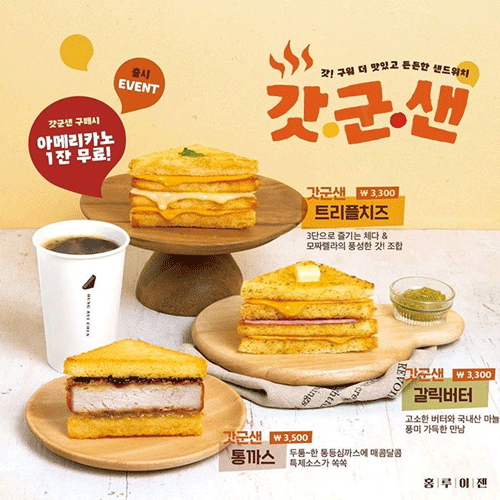 출시
EVENT
갓군샌 구매시
아메리카노
1잔 무료!
갓! 구워 더 맛있고 든든한 샌드위치
갓.군.샌
갓군샌 ₩ 3,300
트리플치즈
3단으로 즐기는 체다 &
모짜렐라의 풍성한 갓! 조합
갓군샌 ₩ 3,300
갈릭버터
고소한 버터와 국내산 마늘
풍미 가득한 만남
갓군샌 ₩ 3,500
통까스
두툼~한 통등심까스에 매콤달콤
특제소스가 쏙쏙
홍루이젠